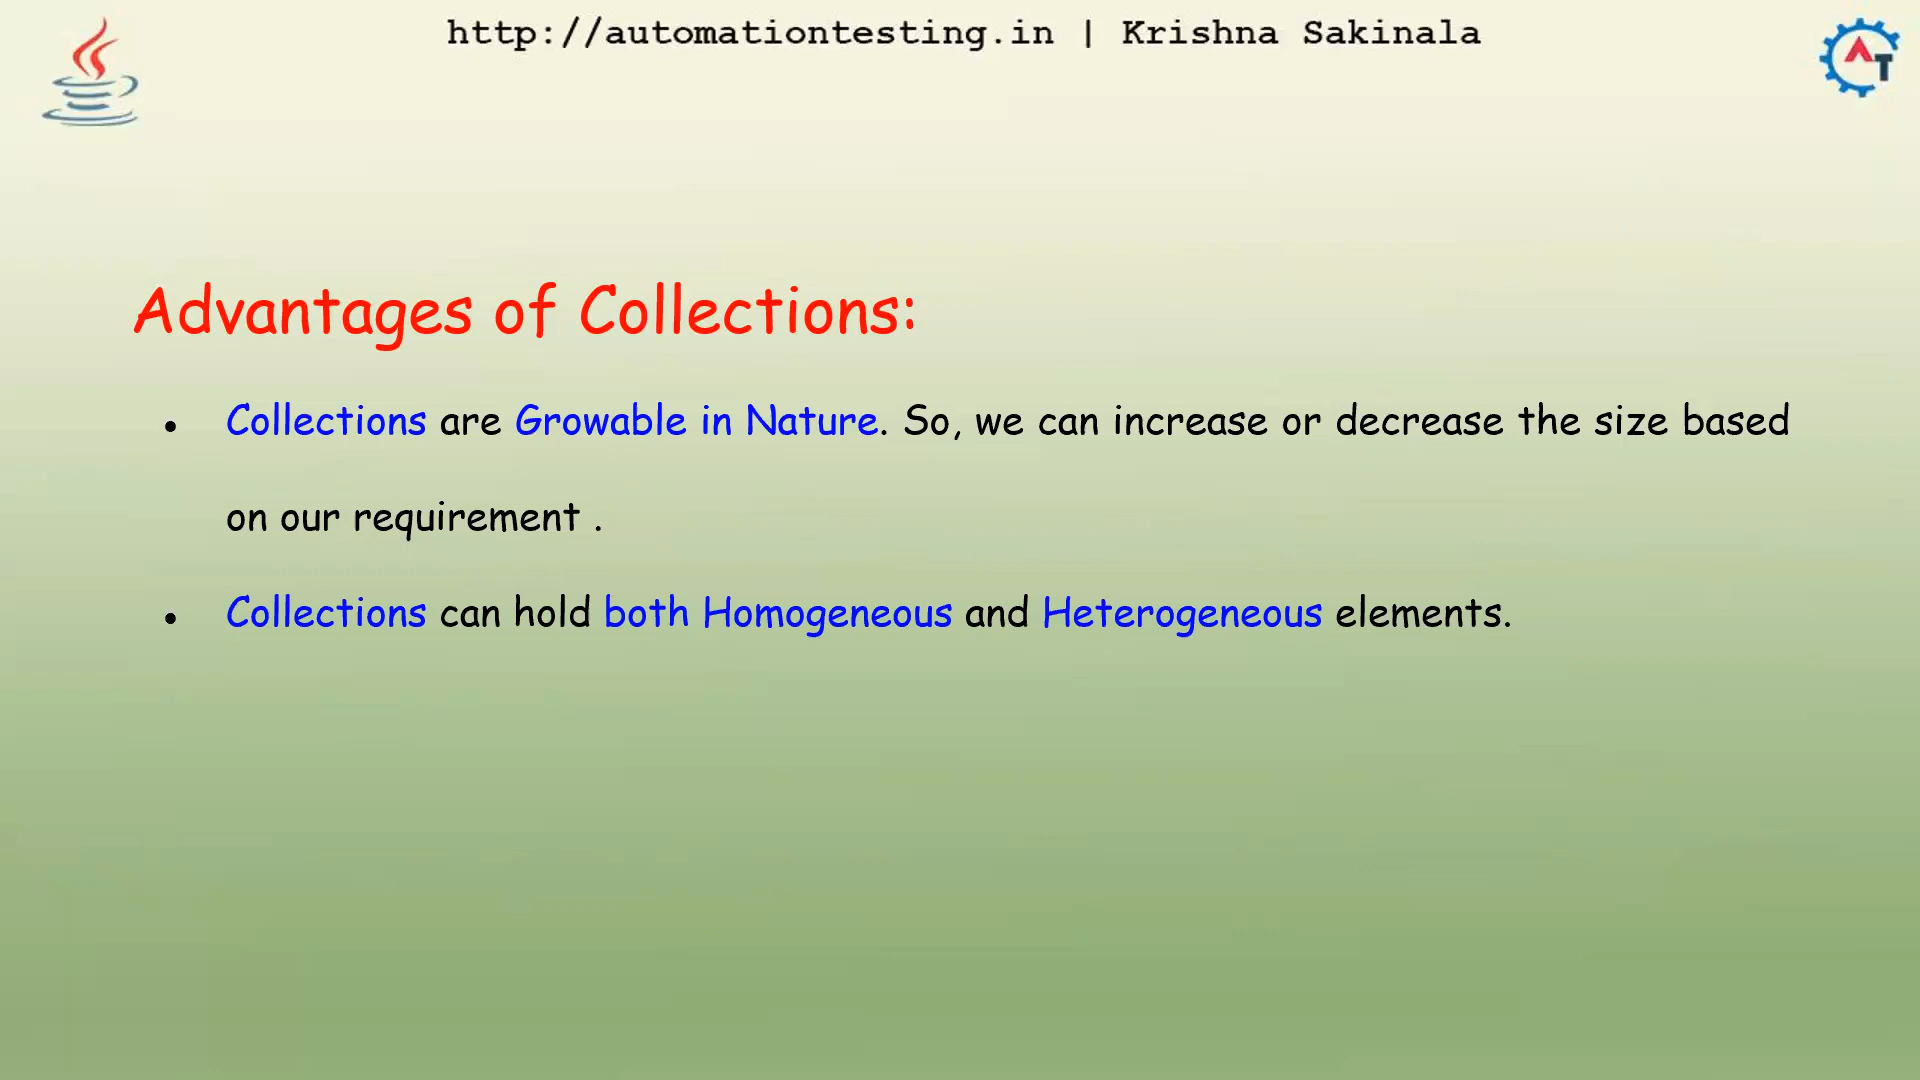 http://automationtesting.in | Krishna Sakinala
AT
Advantages of Collections:
• Collections are Growable in Nature. So, we can increase or decrease the size based
on our requirement .
• Collections can hold both Homogeneous and Heterogeneous elements.